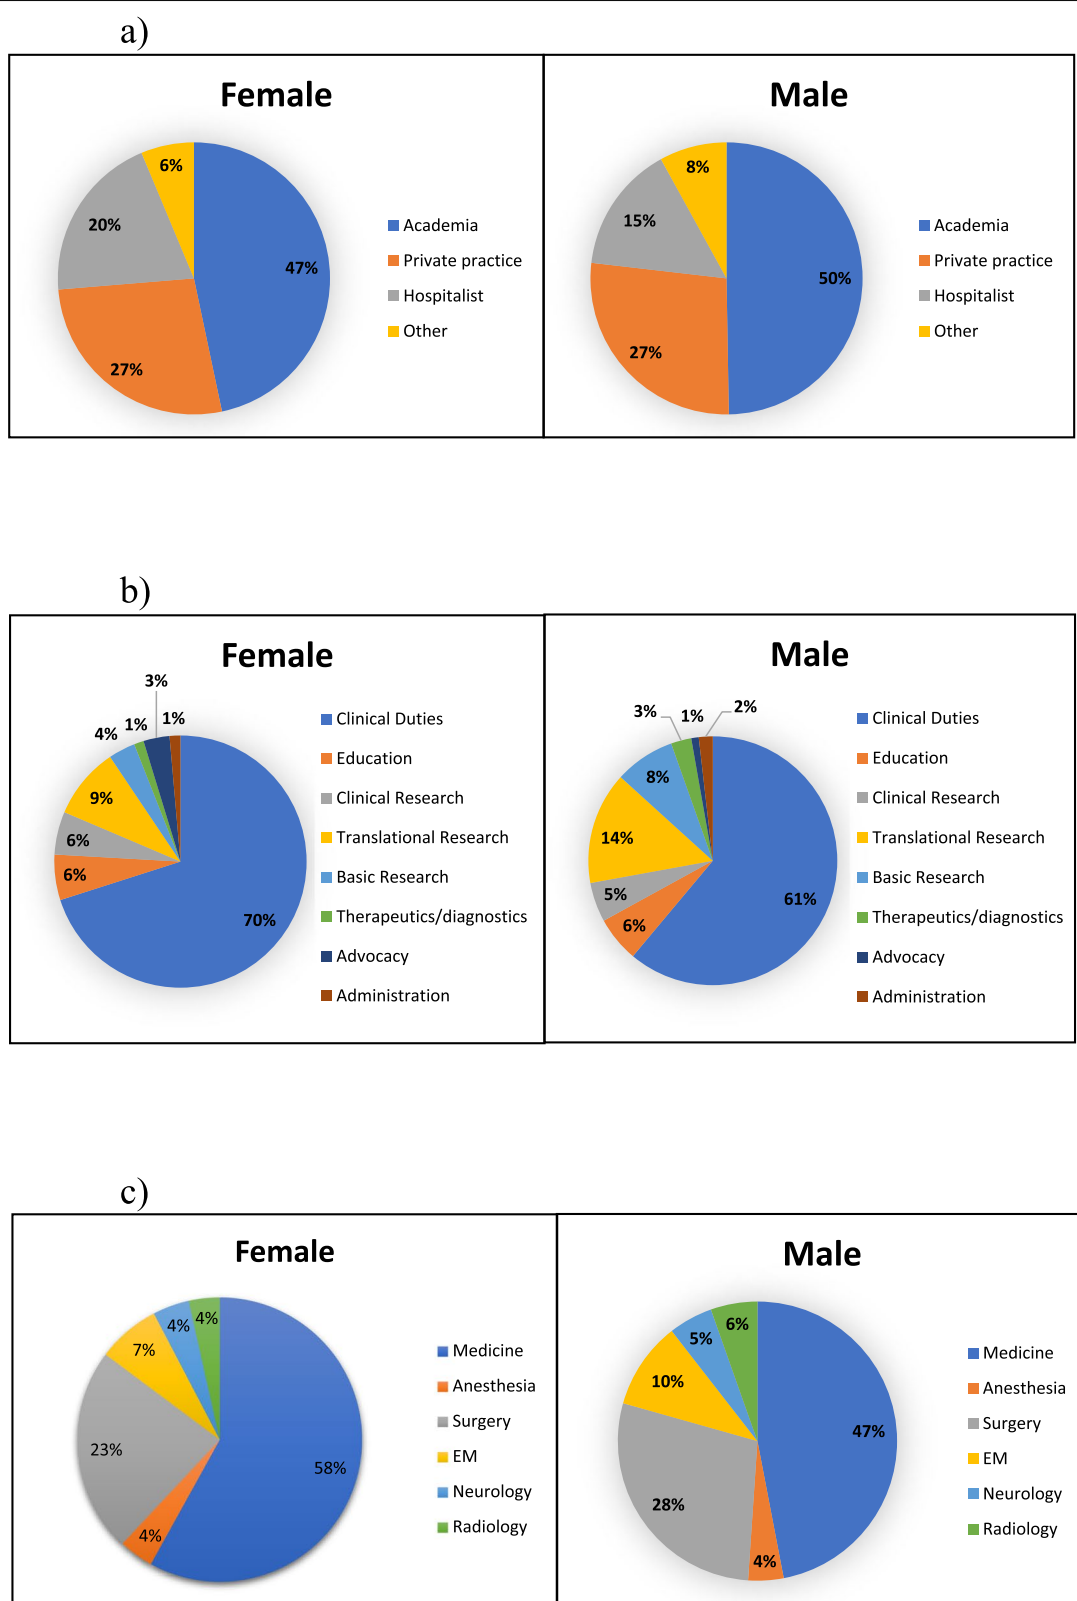 a)
Female
6%
20%
47%
27%
Academia
Private practice
Hospitalist
Other
Male
8%
15%
50%
27%
Academia
Private practice
Hospitalist
Other
b)
Female
3%
1%
1%
4%
9%
6%
6%
70%
Clinical Duties
Education
Clinical Research
Translational Research
Basic Research
Therapeutics/diagnostics
Advocacy
Administration
Male
3%
1%
2%
8%
14%
5%
6%
61%
Clinical Duties
Education
Clinical Research
Translational Research
Basic Research
Therapeutics/diagnostics
Advocacy
Administration
c)
Female
4%
4%
7%
23%
58%
4%
Medicine
Anesthesia
Surgery
EM
Neurology
Radiology
Male
6%
5%
10%
47%
28%
4%
Medicine
Anesthesia
Surgery
EM
Neurology
Radiology